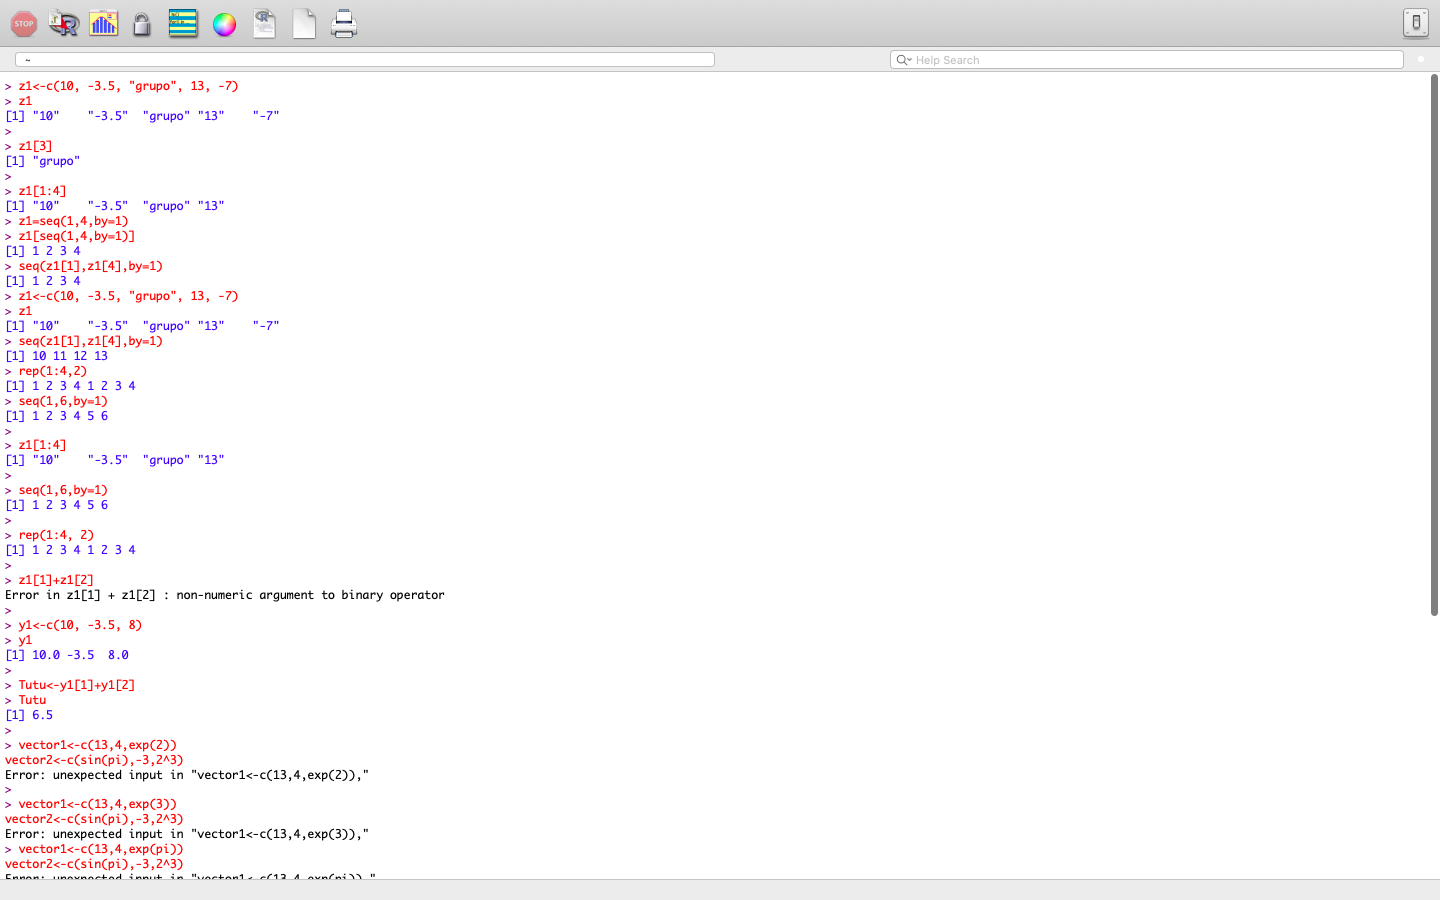 STOP
~
Help Search
> z1<-c(10, -3.5, "grupo", 13, -7)
> z1
[1] "10"    "-3.5"  "grupo" "13"    "-7"
>
> z1[3]
[1] "grupo"
>
> z1[1:4]
[1] "10"    "-3.5"  "grupo" "13"
> z1=seq(1,4,by=1)
> z1[seq(1,4,by=1)]
[1] 1 2 3 4
> seq(z1[1],z1[4],by=1)
[1] 1 2 3 4
> z1<-c(10, -3.5, "grupo", 13, -7)
> z1
[1] "10"    "-3.5"  "grupo" "13"    "-7"
> seq(z1[1],z1[4],by=1)
[1] 10 11 12 13
> rep(1:4,2)
[1] 1 2 3 4 1 2 3 4
> seq(1,6,by=1)
[1] 1 2 3 4 5 6
>
> z1[1:4]
[1] "10"    "-3.5"  "grupo" "13"
>
> seq(1,6,by=1)
[1] 1 2 3 4 5 6
>
> rep(1:4, 2)
[1] 1 2 3 4 1 2 3 4
>
> z1[1]+z1[2]
Error in z1[1] + z1[2] : non-numeric argument to binary operator
>
> y1<-c(10, -3.5, 8)
> y1
[1] 10.0 -3.5  8.0
>
> Tutu<-y1[1]+y1[2]
> Tutu
[1] 6.5
>
> vector1<-c(13,4,exp(2))
vector2<-c(sin(pi),-3,2^3)
Error: unexpected input in "vector1<-c(13,4,exp(2)),"
>
> vector1<-c(13,4,exp(3))
vector2<-c(sin(pi),-3,2^3)
Error: unexpected input in "vector1<-c(13,4,exp(3)),"
> vector1<-c(13,4,exp(pi))
vector2<-c(sin(pi),-3,2^3)
Error: unexpected input in "vector1<-c(13,4,exp(pi)),"